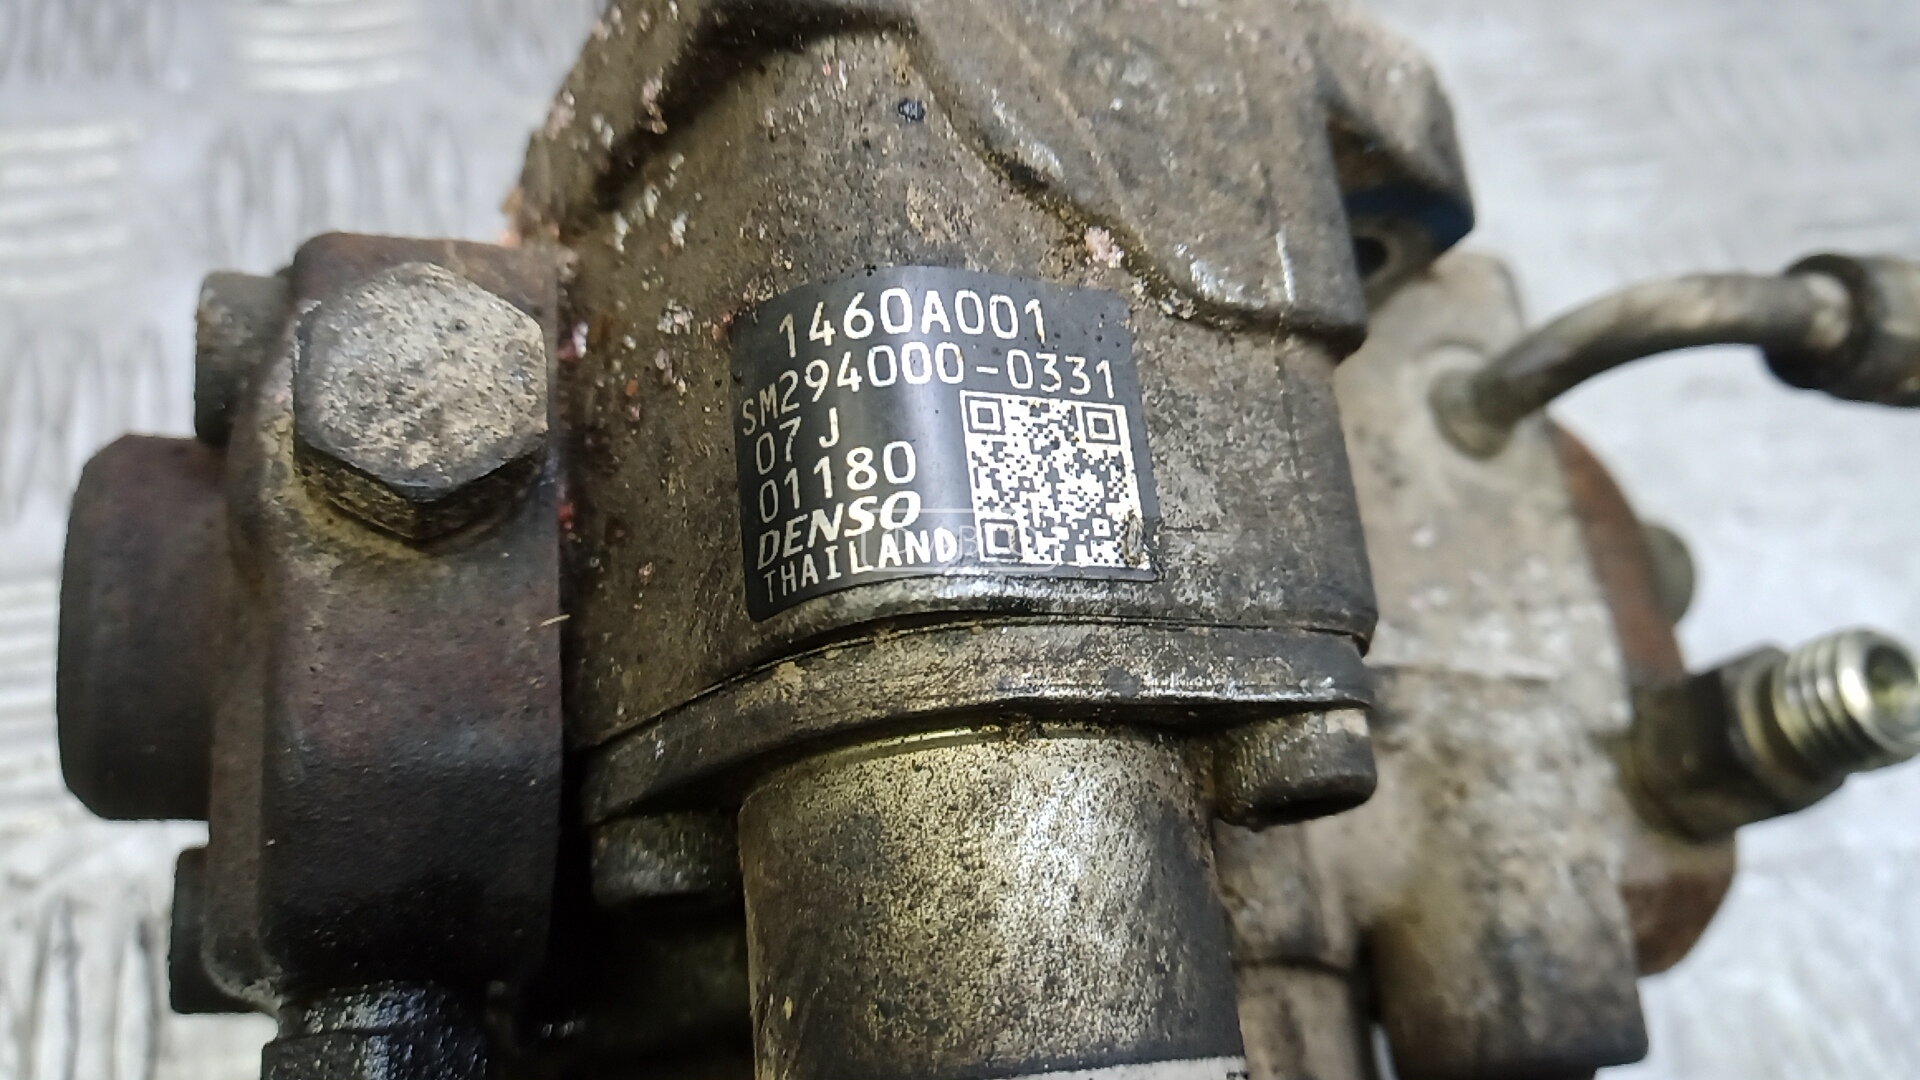 1460A001
SM294000-0331
07 J
01180
DENSO
THAILAND